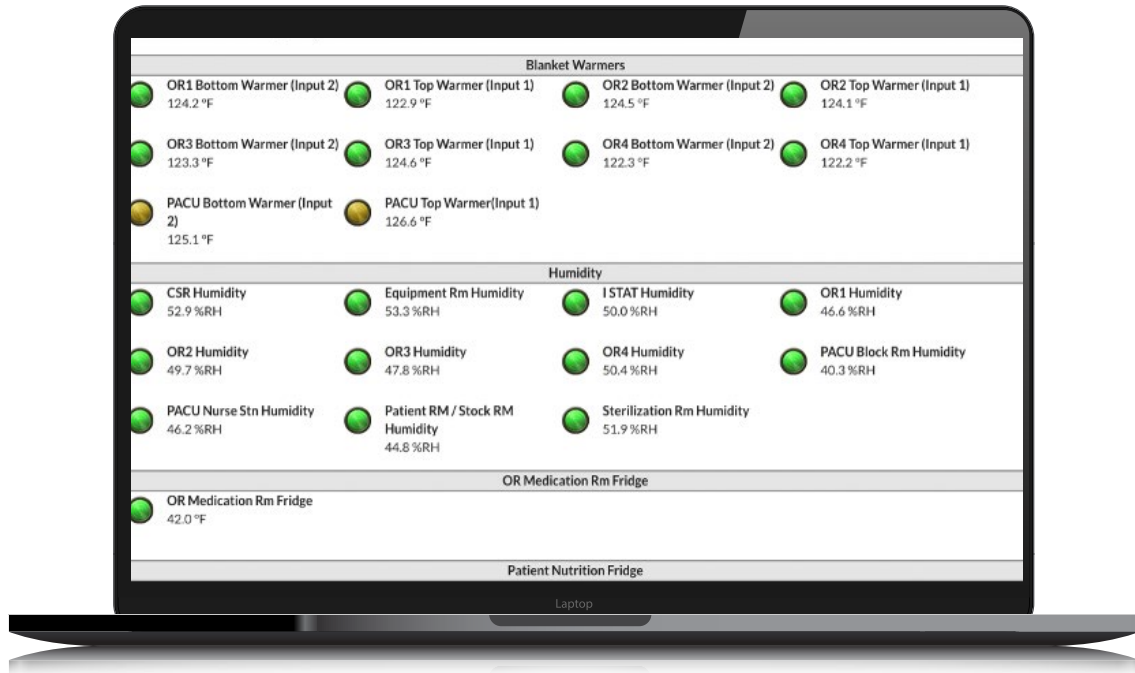 Blanket Warmers
OR1 Bottom Warmer (Input 2) OR1 Top Warmer (Input 1) OR2 Bottom Warmer (Input 2) OR2 Top Warmer (Input 1)
124.2 °F 122.9 °F 124.5 °F 124.1 °F
OR3 Bottom Warmer (Input 2) OR3 Top Warmer (Input 1) OR4 Bottom Warmer (Input 2) OR4 Top Warmer (Input 1)
123.3 °F 124.6 °F 122.3 °F 122.2 °F
PACU Bottom Warmer (Input PACU Top Warmer(Input 1)
2) 126.6 °F
125.1 °F
Humidity
CSR Humidity Equipment Rm Humidity I STAT Humidity OR1 Humidity
52.9 %RH 53.3 %RH 50.0 %RH 46.6 %RH
OR2 Humidity OR3 Humidity OR4 Humidity PACU Block Rm Humidity
49.7 %RH 47.8 %RH 50.4 %RH 40.3 %RH
PACU Nurse Stn Humidity Patient RM / Stock RM Sterilization Rm Humidity
46.2 %RH Humidity 51.9 %RH
44.8 %RH
OR Medication Rm Fridge
OR Medication Rm Fridge
42.0 °F
Patient Nutrition Fridge
Laptop